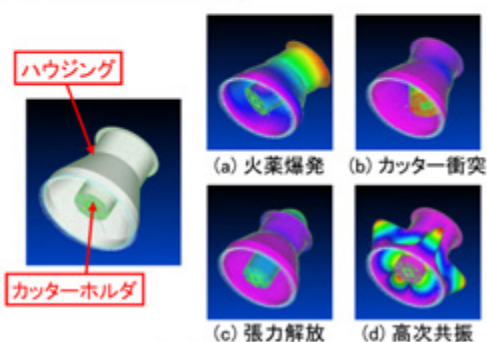 ハウジング
カッターホルダ
(a) 火薬爆発
(b) カッター衝突
(c) 張力解放
(d) 高次共振